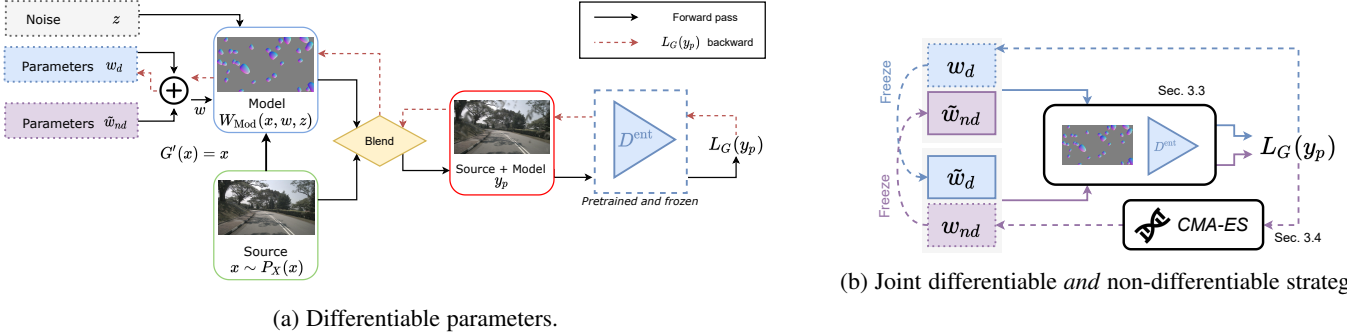 Noise z
Parameters w_d
Parameters w̃_nd
w
Model
W_Mod(x, w, z)
G′(x) = x
Source
x ∼ P_X(x)
Blend
Source + Model
y_p
D^ent
Pretrained and frozen
L_G(y_p)
Forward pass
L_G(y_p) backward
(a) Differentiable parameters.
Freeze
Freeze
w_d
w̃_nd
w̃_d
w_nd
Sec. 3.3
D^ent
L_G(y_p)
CMA-ES
Sec. 3.4
(b) Joint differentiable and non-differentiable strateg